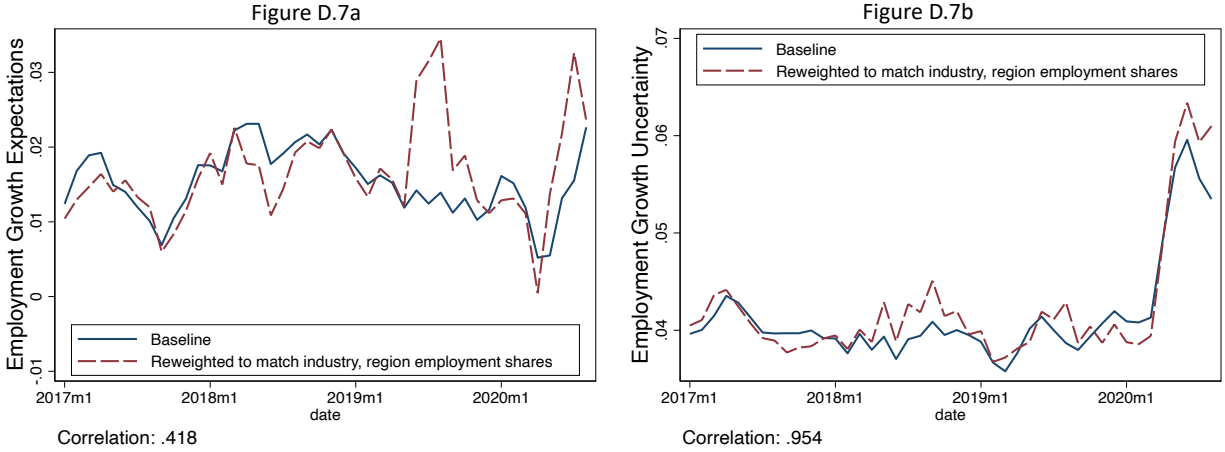 Figure D.7a
Employment Growth Expectations
.03
.02
.01
0
-.01
Baseline
Reweighted to match industry, region employment shares
2017m1
2018m1
2019m1
2020m1
date
Correlation: .418
Figure D.7b
Employment Growth Uncertainty
.07
.06
.05
.04
Baseline
Reweighted to match industry, region employment shares
2017m1
2018m1
2019m1
2020m1
date
Correlation: .954